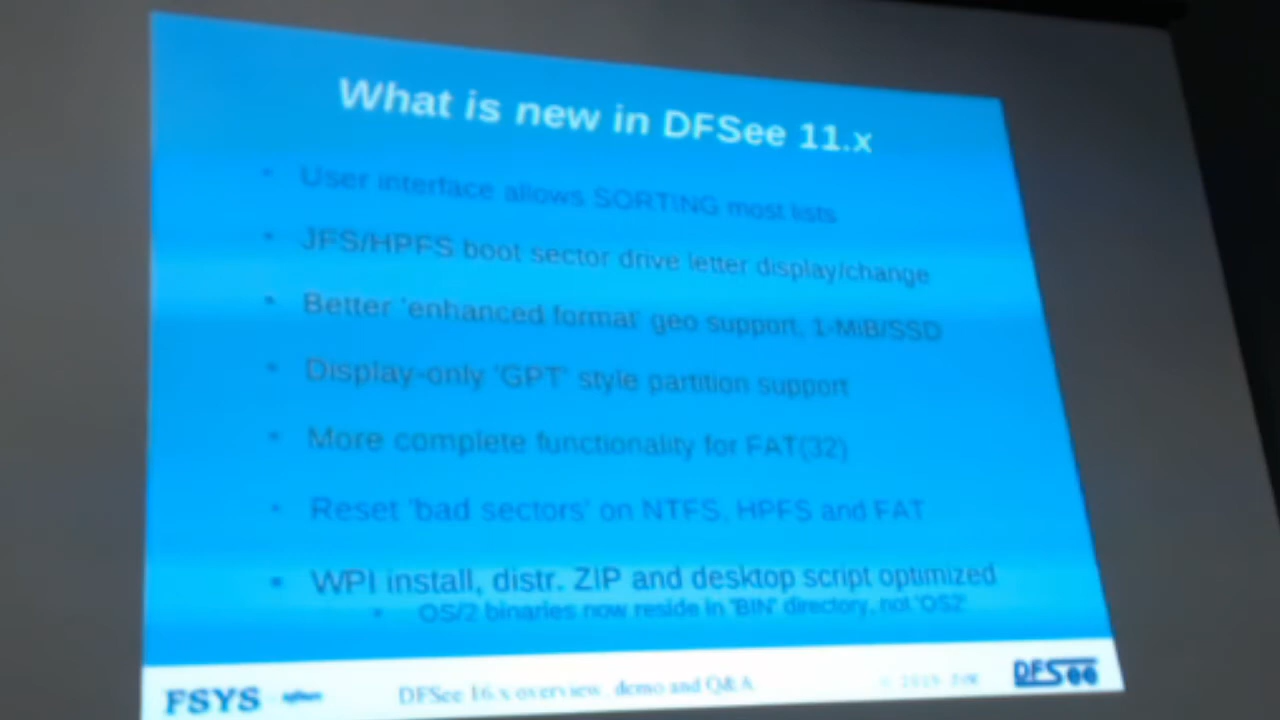 What is new in DFSee 11.x
• User interface allows SORTING most lists
• JFS/HPFS boot sector drive letter display/change
• Better 'enhanced format' geo support, 1-MiB/SSD
• Display-only 'GPT' style partition support
• More complete functionality for FAT(32)
• Reset 'bad sectors' on NTFS, HPFS and FAT
• WPI install, distr. ZIP and desktop script optimized
• OS/2 binaries now reside in 'BIN' directory, not 'OS2'
FSYS DFSee 16.x overview, demo and Q&A © DFSee